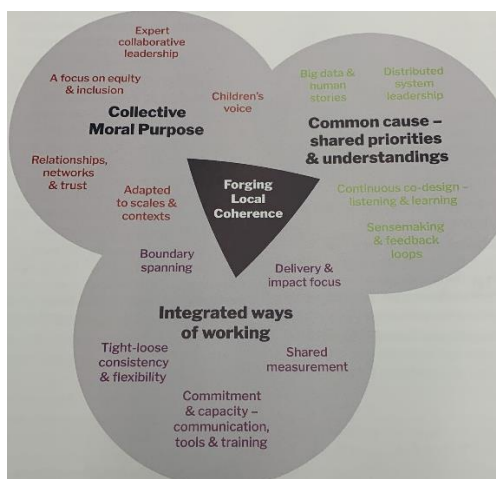 Expert
collaborative
leadership
A focus on equity
& inclusion
Children's
voice
Collective
Moral Purpose
Relationships,
networks
& trust
Adapted
to scales &
contexts
Big data &
human
stories
Distributed
system
leadership
Common cause –
shared priorities
& understandings
Continuous co-design –
listening & learning
Sensemaking
& feedback
loops
Forging
Local
Coherence
Boundary
spanning
Delivery &
impact focus
Integrated ways
of working
Tight-loose
consistency
& flexibility
Shared
measurement
Commitment
& capacity –
communication,
tools & training